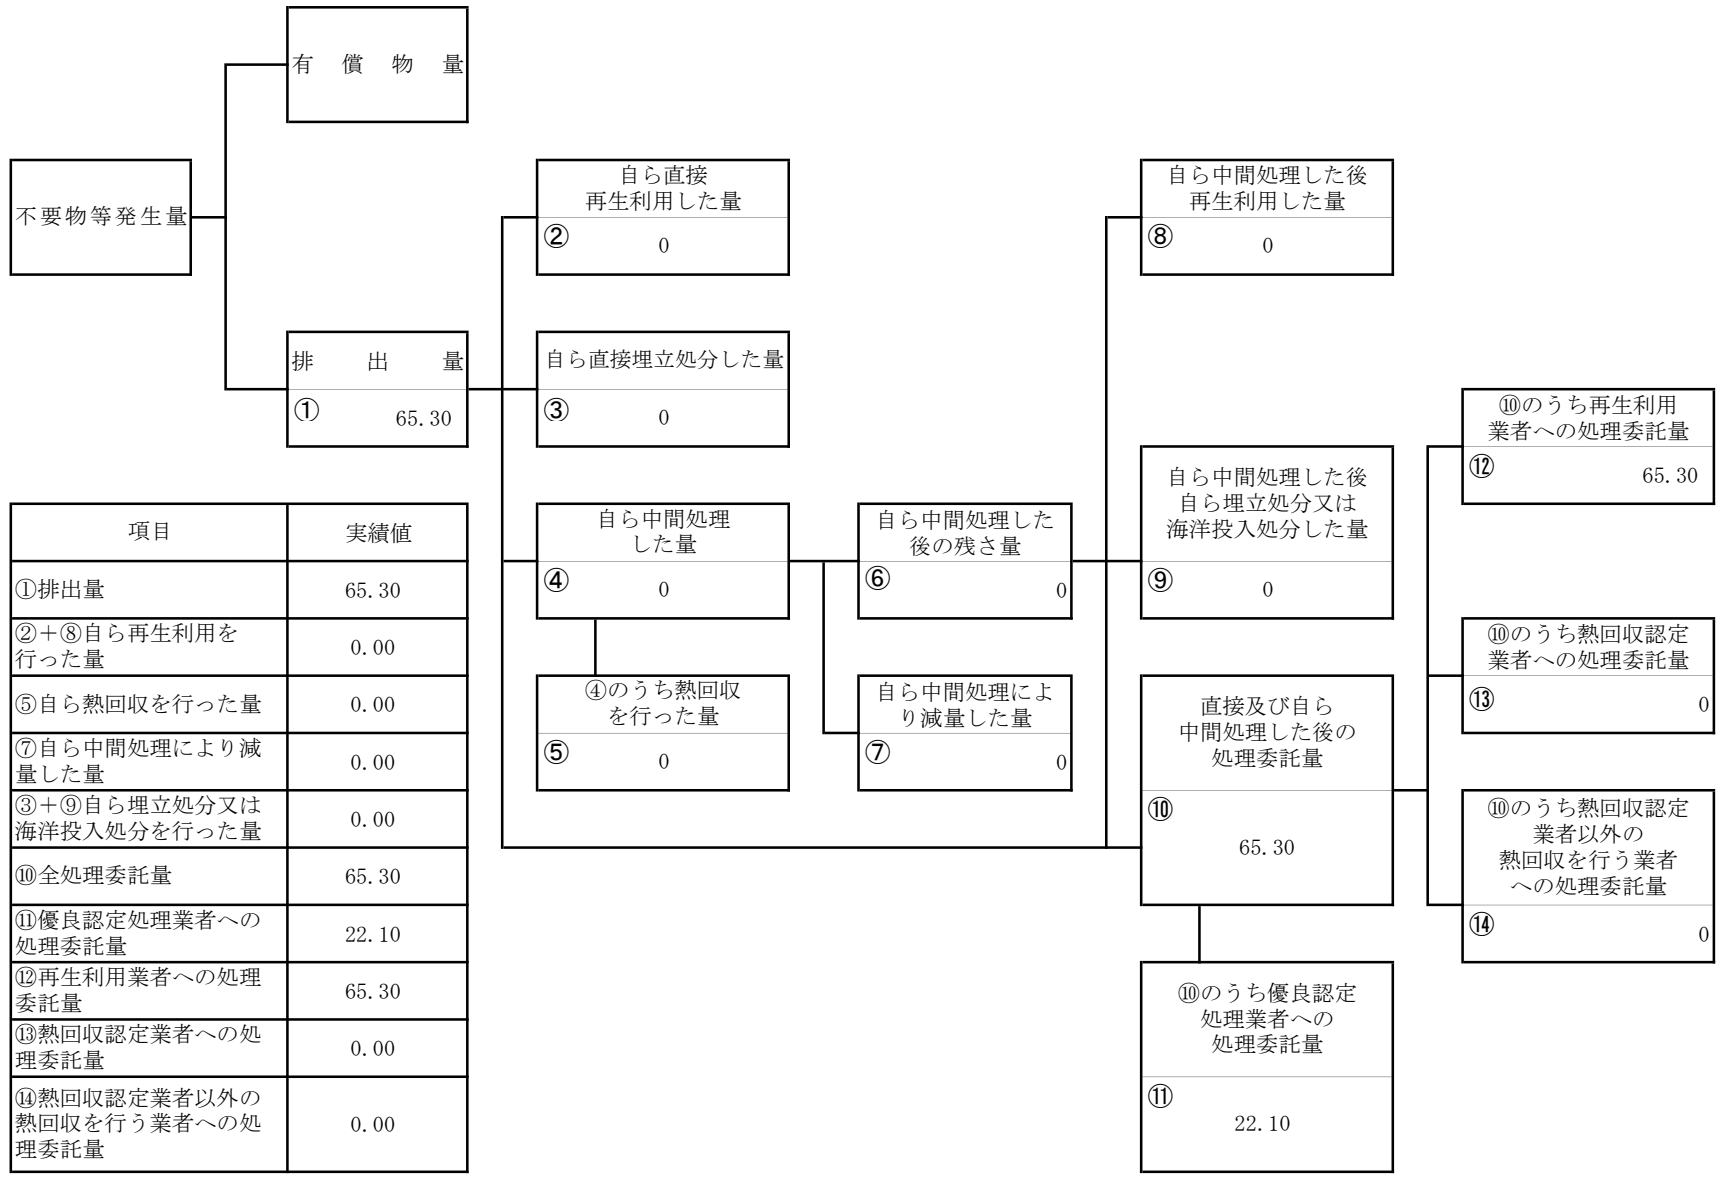 有償物量
不要物等発生量
排出量
① 65.30
自ら直接
再生利用した量
② 0
自ら直接埋立処分した量
③ 0
自ら中間処理
した量
④ 0
④のうち熱回収
を行った量
⑤ 0
自ら中間処理した
後の残さ量
⑥ 0
自ら中間処理によ
り減量した量
⑦ 0
自ら中間処理した後
再生利用した量
⑧ 0
自ら中間処理した後
自ら埋立処分又は
海洋投入処分した量
⑨ 0
直接及び自ら
中間処理した後の
処理委託量
⑩
65.30
⑩のうち優良認定
処理業者への
処理委託量
⑪
22.10
⑩のうち再生利用
業者への処理委託量
⑫ 65.30
⑩のうち熱回収認定
業者への処理委託量
⑬ 0
⑩のうち熱回収認定
業者以外の
熱回収を行う業者
への処理委託量
⑭ 0
項目 実績値
①排出量 65.30
②＋⑧自ら再生利用を
行った量 0.00
⑤自ら熱回収を行った量 0.00
⑦自ら中間処理により減
量した量 0.00
③＋⑨自ら埋立処分又は
海洋投入処分を行った量 0.00
⑩全処理委託量 65.30
⑪優良認定処理業者への
処理委託量 22.10
⑫再生利用業者への処理
委託量 65.30
⑬熱回収認定業者への処
理委託量 0.00
⑭熱回収認定業者以外の
熱回収を行う業者への処
理委託量 0.00